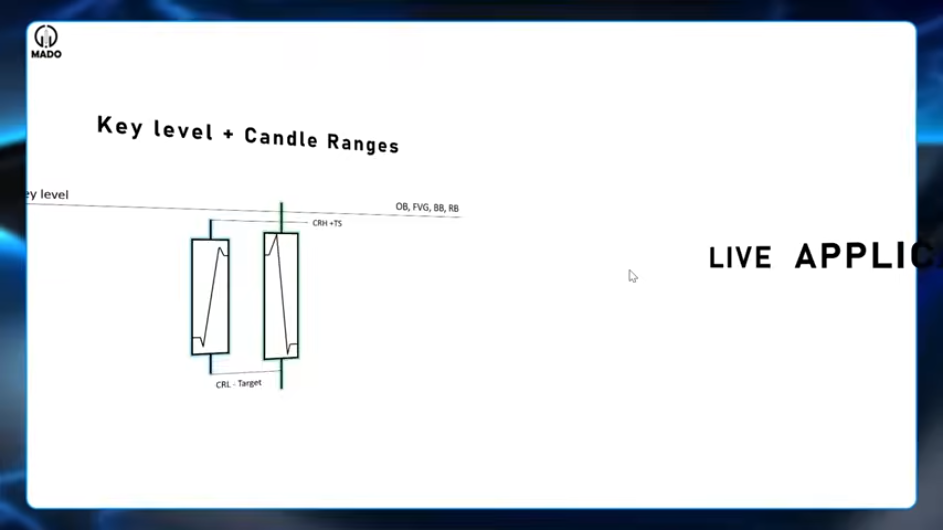 MADO
Key level + Candle Ranges
ey level
OB, FVG, BB, RB
CRH +TS
LIVE APPLIC
CRL - Target